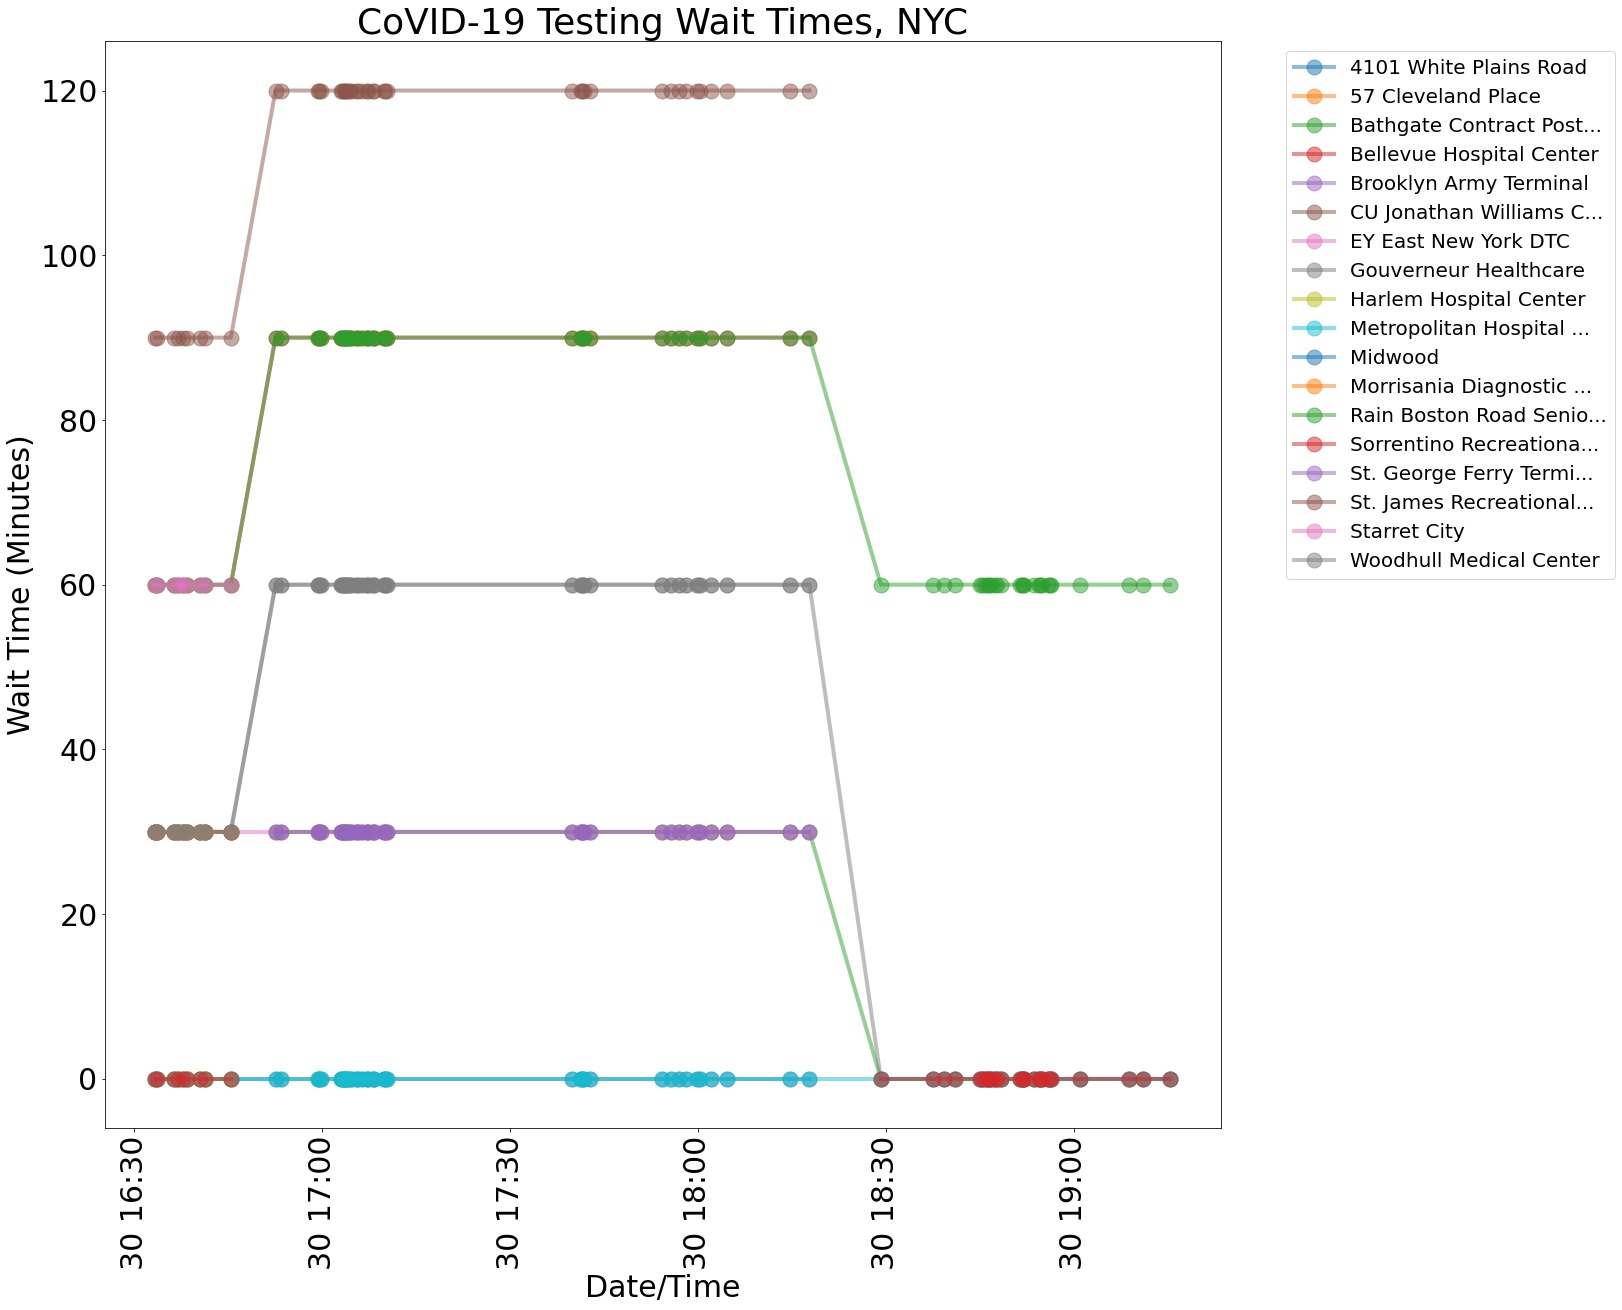 CoVID-19 Testing Wait Times, NYC
Wait Time (Minutes)
120
100
80
60
40
20
0
30 16:30
30 17:00
30 17:30
30 18:00
30 18:30
30 19:00
Date/Time
4101 White Plains Road
57 Cleveland Place
Bathgate Contract Post...
Bellevue Hospital Center
Brooklyn Army Terminal
CU Jonathan Williams C...
EY East New York DTC
Gouverneur Healthcare
Harlem Hospital Center
Metropolitan Hospital ...
Midwood
Morrisania Diagnostic ...
Rain Boston Road Senio...
Sorrentino Recreationa...
St. George Ferry Termi...
St. James Recreational...
Starret City
Woodhull Medical Center